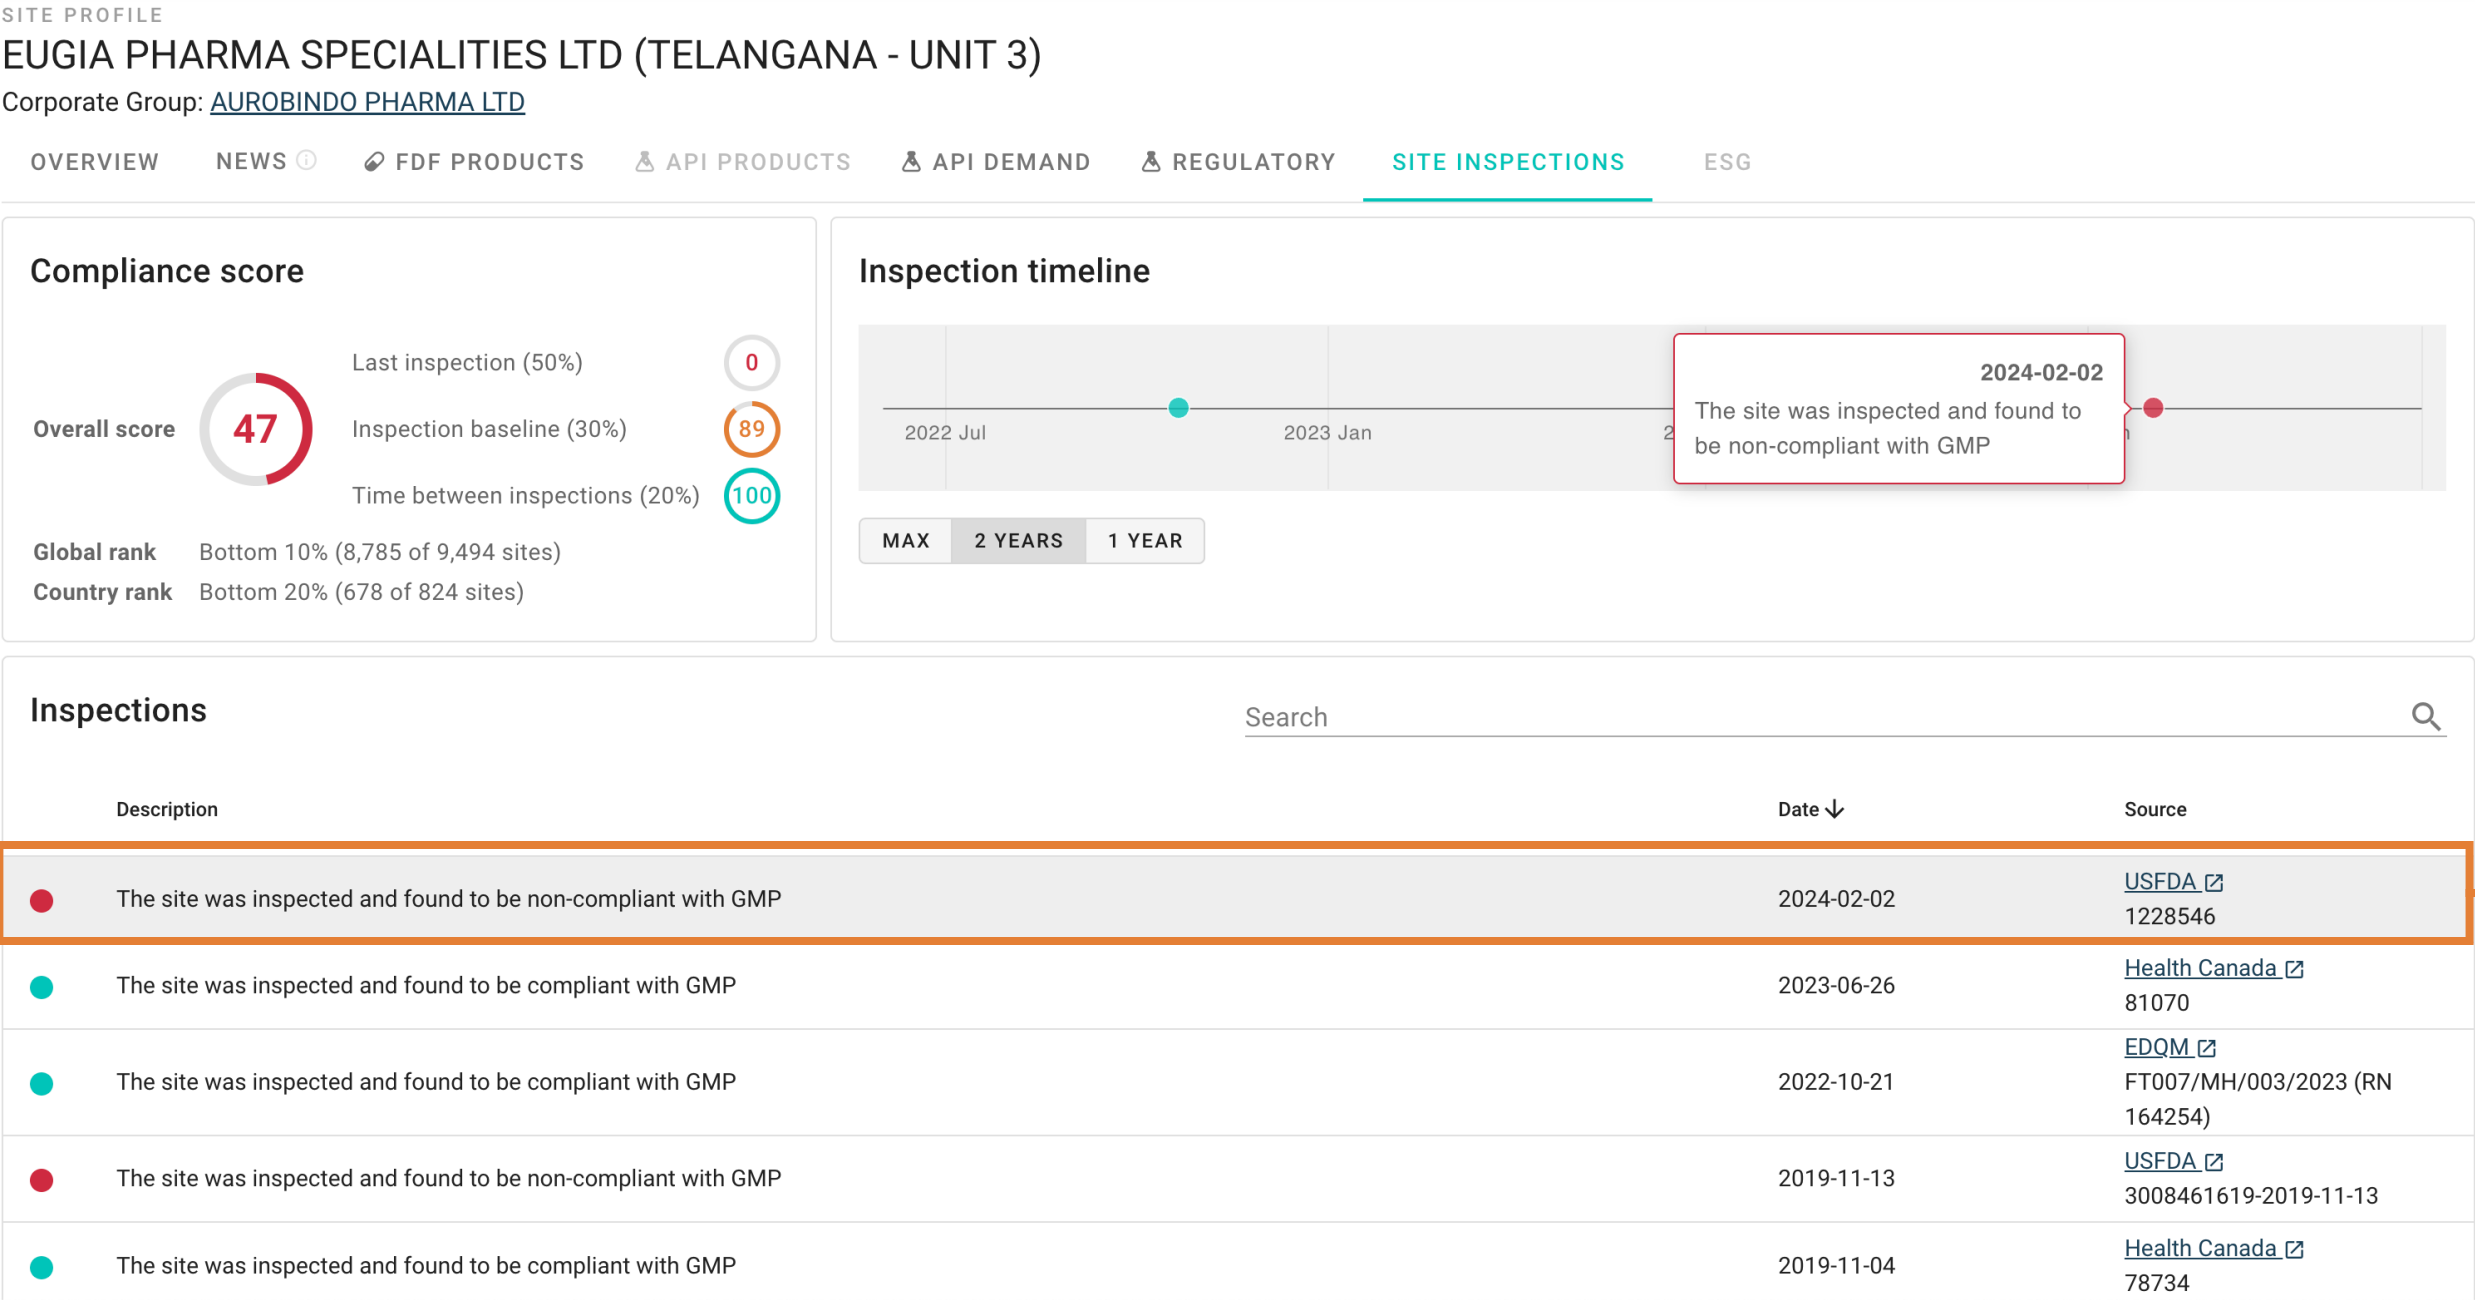 SITE PROFILE
EUGIA PHARMA SPECIALITIES LTD (TELANGANA - UNIT 3)
Corporate Group: AUROBINDO PHARMA LTD
OVERVIEW NEWS FDF PRODUCTS API PRODUCTS API DEMAND REGULATORY SITE INSPECTIONS ESG
Compliance score
Overall score 47
Last inspection (50%) 0
Inspection baseline (30%) 89
Time between inspections (20%) 100
Global rank Bottom 10% (8,785 of 9,494 sites)
Country rank Bottom 20% (678 of 824 sites)
Inspection timeline
2022 Jul 2023 Jan
2024-02-02
The site was inspected and found to
be non-compliant with GMP
MAX 2 YEARS 1 YEAR
Inspections
Search
Description Date Source
The site was inspected and found to be non-compliant with GMP 2024-02-02 USFDA
1228546
The site was inspected and found to be compliant with GMP 2023-06-26 Health Canada
81070
The site was inspected and found to be compliant with GMP 2022-10-21 EDQM
FT007/MH/003/2023 (RN
164254)
The site was inspected and found to be non-compliant with GMP 2019-11-13 USFDA
3008461619-2019-11-13
The site was inspected and found to be compliant with GMP 2019-11-04 Health Canada
78734